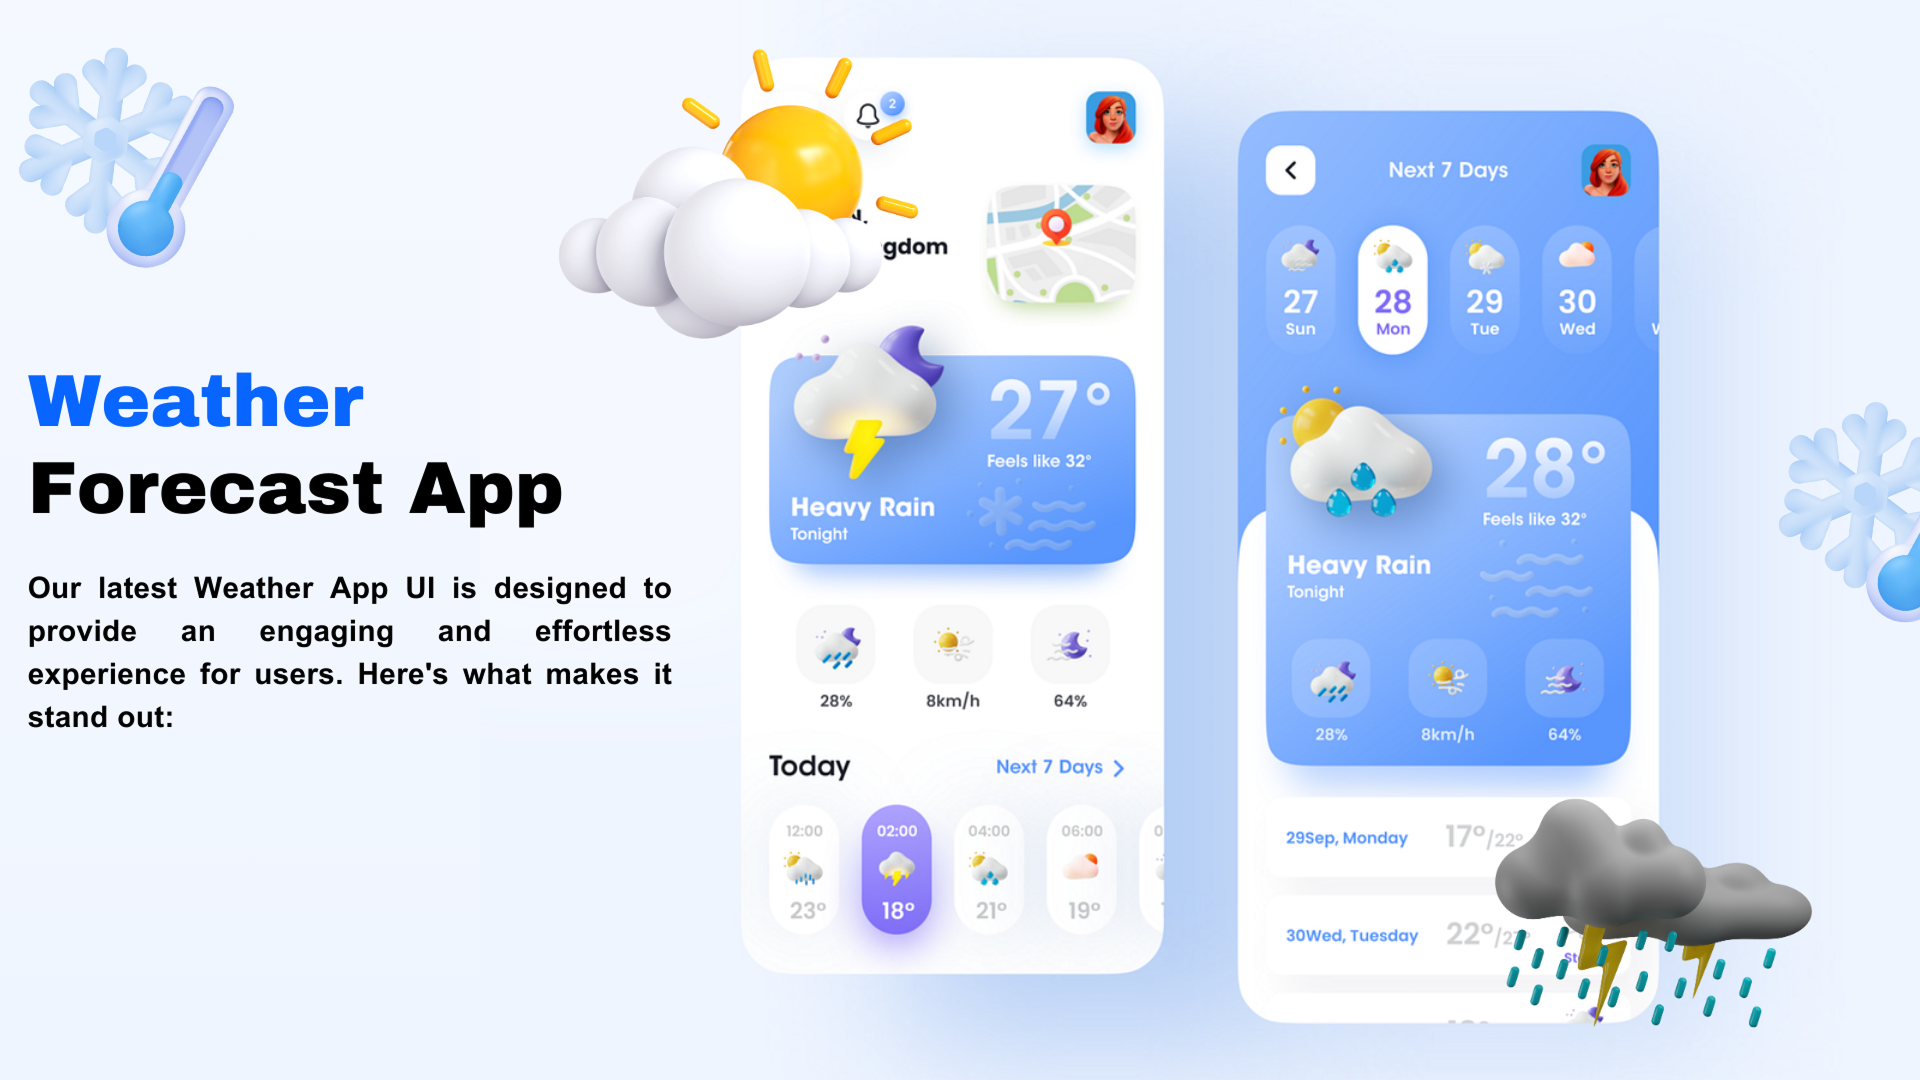 Weather
Forecast App
Our latest Weather App UI is designed to
provide an engaging and effortless
experience for users. Here's what makes it
stand out:
2
27°
Feels like 32°
Heavy Rain
Tonight
28%
8km/h
64%
Today
Next 7 Days
12:00
02:00
04:00
06:00
23°
18°
21°
19°
Next 7 Days
27
28
29
30
Sun
Mon
Tue
Wed
28°
Feels like 32°
Heavy Rain
Tonight
28%
8km/h
64%
29Sep, Monday
17°/22°
30Wed, Tuesday
22°